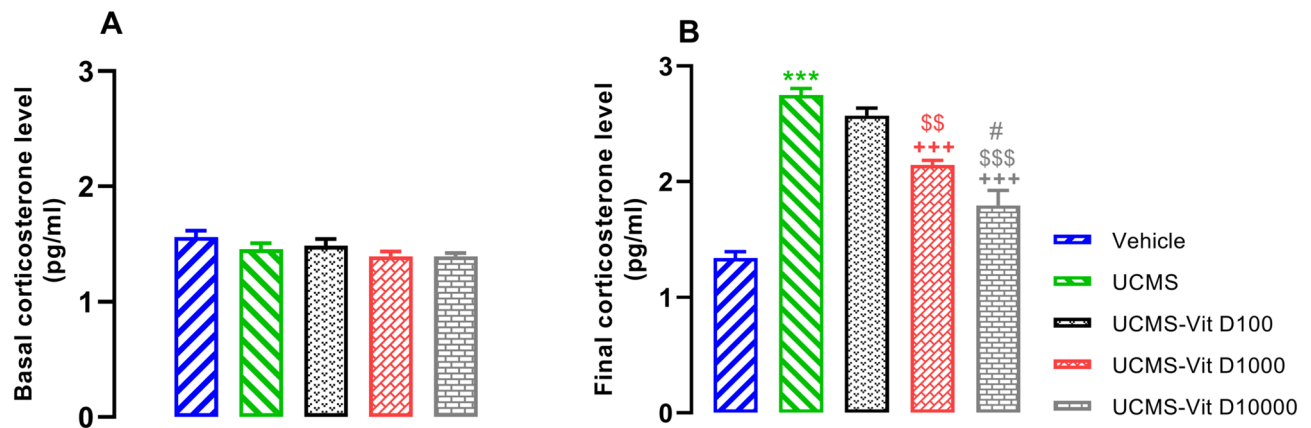 A
Basal corticosterone level
(pg/ml)
3
2
1
0
B
Final corticosterone level
(pg/ml)
3
2
1
0
***
$$
+++
#
$$$
+++
Vehicle
UCMS
UCMS-Vit D100
UCMS-Vit D1000
UCMS-Vit D10000